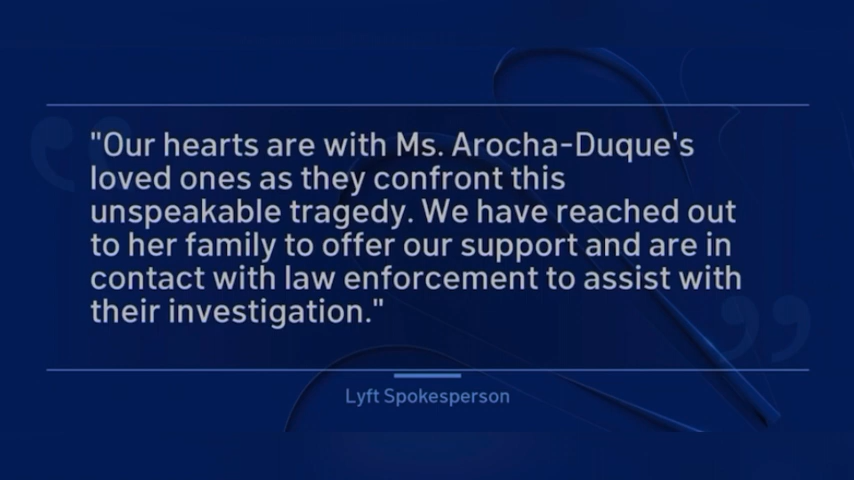 "Our hearts are with Ms. Arocha-Duque's
loved ones as they confront this
unspeakable tragedy. We have reached out
to her family to offer our support and are in
contact with law enforcement to assist with
their investigation."
Lyft Spokesperson